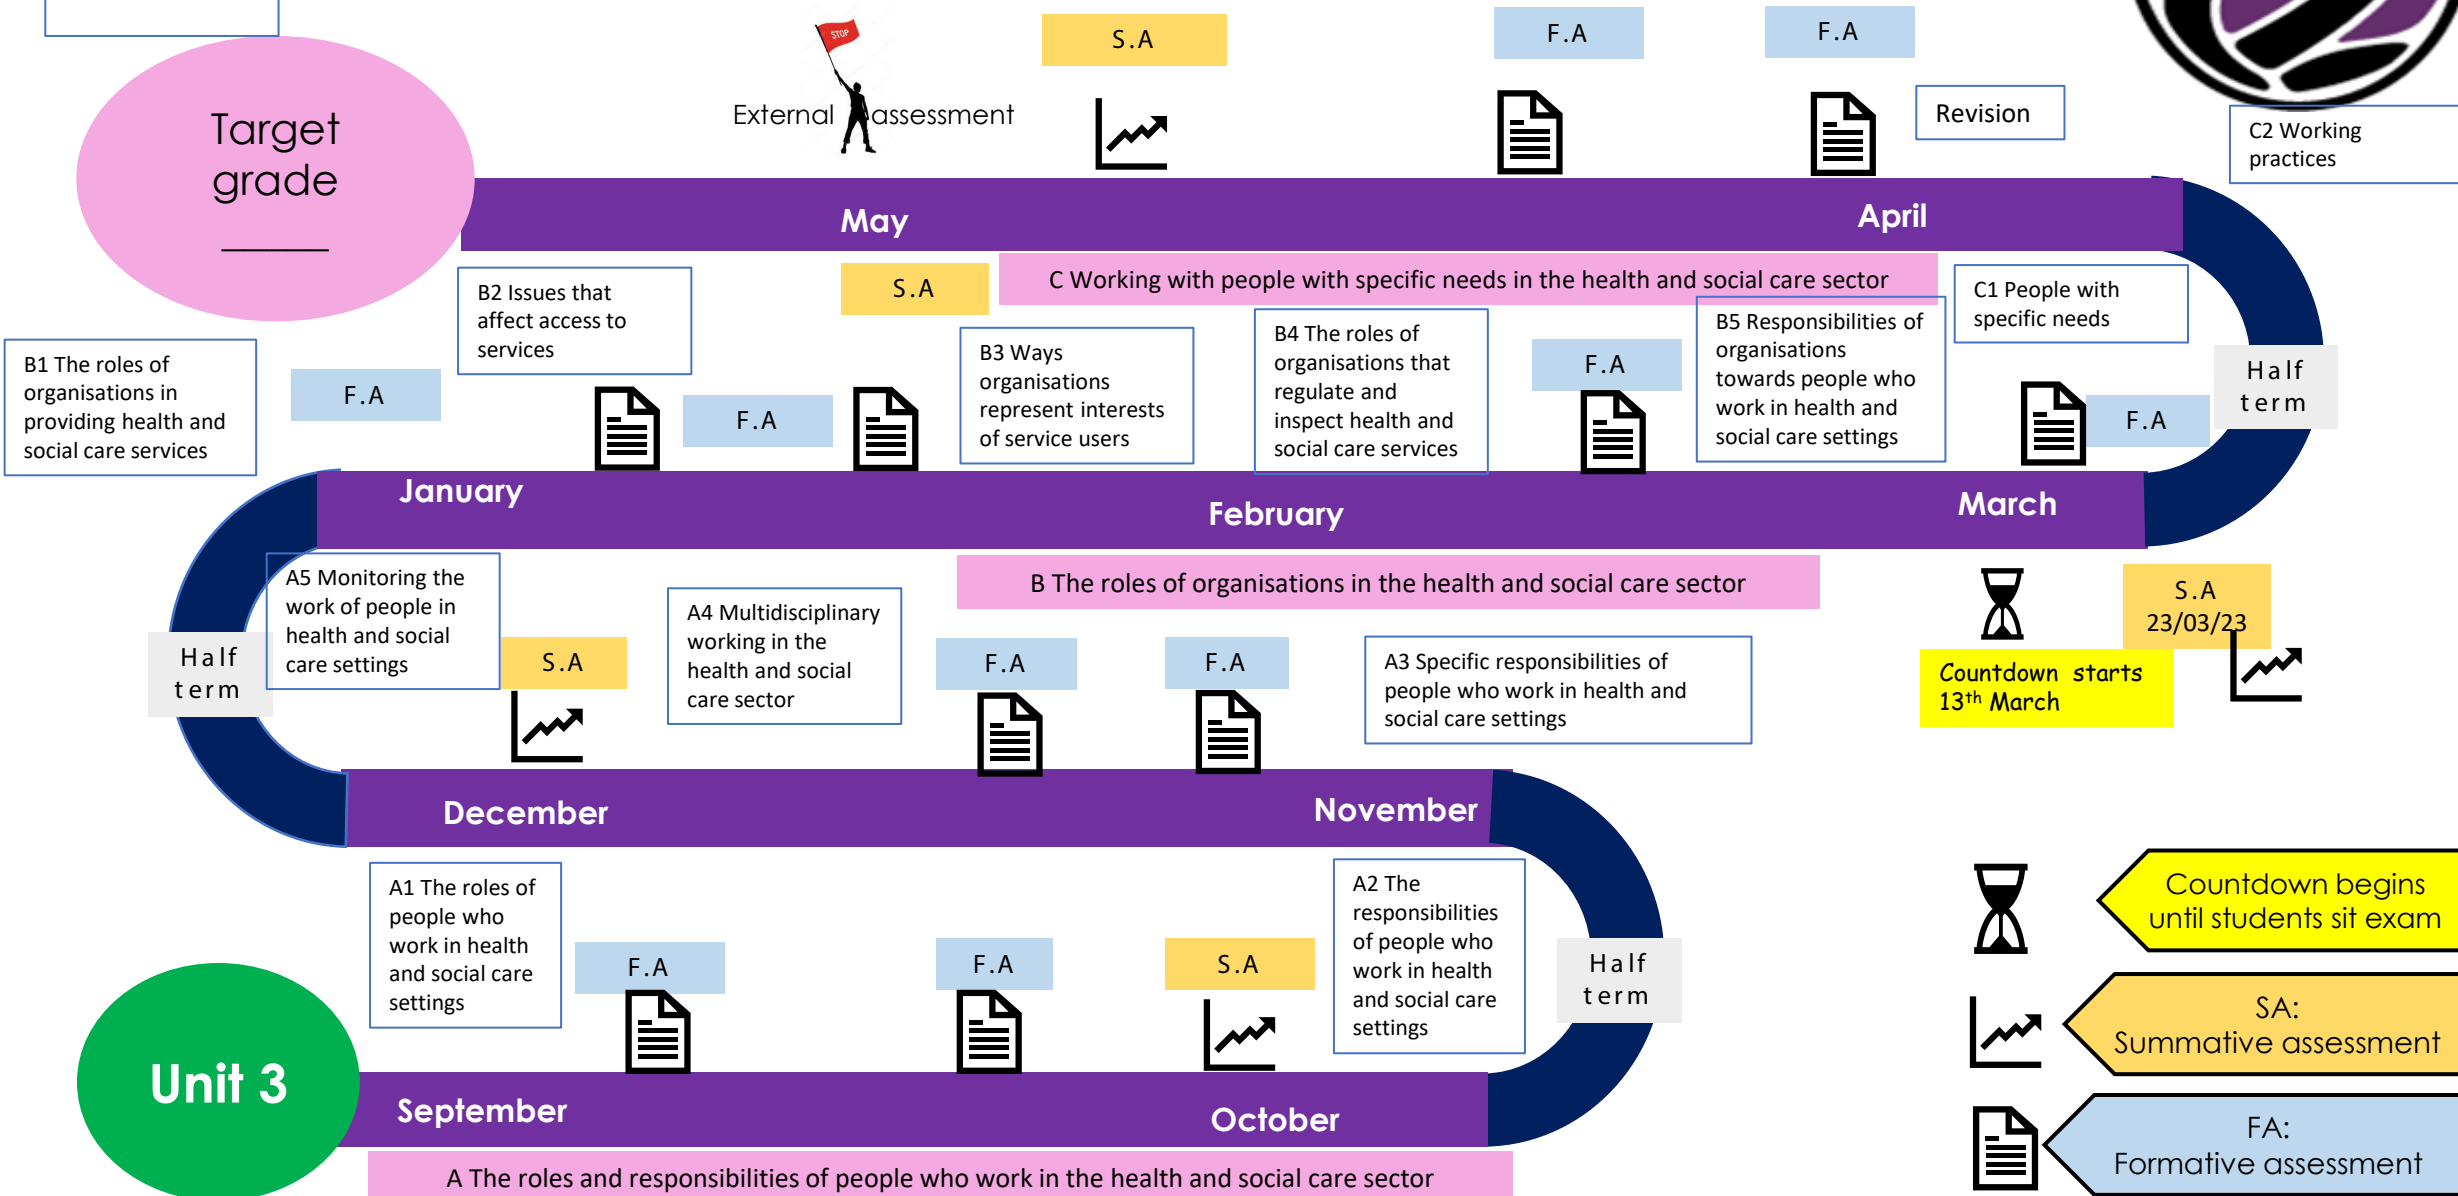 STOP
External assessment
S.A
F.A
F.A
Revision
C2 Working
practices
Target
grade
______
May
April
B2 Issues that
affect access to
services
S.A
C Working with people with specific needs in the health and social care sector
C1 People with
specific needs
B1 The roles of
organisations in
providing health and
social care services
F.A
F.A
B3 Ways
organisations
represent interests
of service users
B4 The roles of
organisations that
regulate and
inspect health and
social care services
F.A
B5 Responsibilities of
organisations
towards people who
work in health and
social care settings
F.A
Half
term
January
February
March
B The roles of organisations in the health and social care sector
Half
term
A5 Monitoring the
work of people in
health and social
care settings
S.A
A4 Multidisciplinary
working in the
health and social
care sector
F.A
F.A
A3 Specific responsibilities of
people who work in health and
social care settings
Countdown starts
13th March
S.A
23/03/23
December
November
A1 The roles of
people who
work in health
and social care
settings
F.A
F.A
S.A
A2 The
responsibilities
of people who
work in health
and social care
settings
Half
term
Unit 3
September
October
A The roles and responsibilities of people who work in the health and social care sector
Countdown begins
until students sit exam
SA:
Summative assessment
FA:
Formative assessment